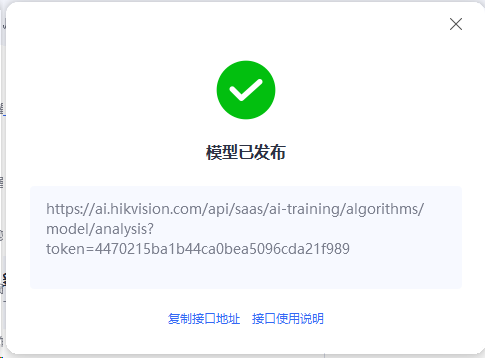 模型已发布
https://ai.hikvision.com/api/saas/ai-training/algorithms/
model/analysis?
token=4470215ba1b44ca0bea5096cda21f989
复制接口地址 接口使用说明